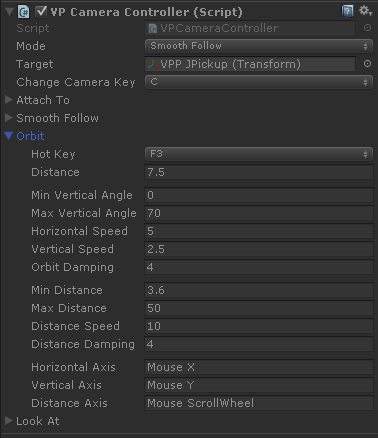 VP Camera Controller (Script)
Script VPCameraController
Mode Smooth Follow
Target VPP JPickup (Transform)
Change Camera Key C
Attach To
Smooth Follow
Orbit
Hot Key F3
Distance 7.5
Min Vertical Angle 0
Max Vertical Angle 70
Horizontal Speed 5
Vertical Speed 2.5
Orbit Damping 4
Min Distance 3.6
Max Distance 50
Distance Speed 10
Distance Damping 4
Horizontal Axis Mouse X
Vertical Axis Mouse Y
Distance Axis Mouse ScrollWheel
Look At